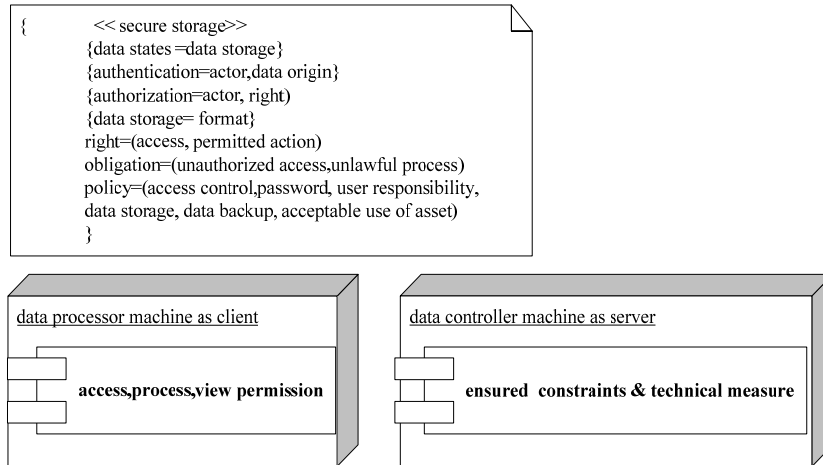 { << secure storage>>
{data states =data storage}
{authentication=actor,data origin}
{authorization=actor, right)
{data storage= format}
right=(access, permitted action)
obligation=(unauthorized access,unlawful process)
policy=(access control,password, user responsibility,
data storage, data backup, acceptable use of asset)
}
data processor machine as client
access,process,view permission
data controller machine as server
ensured constraints & technical measure